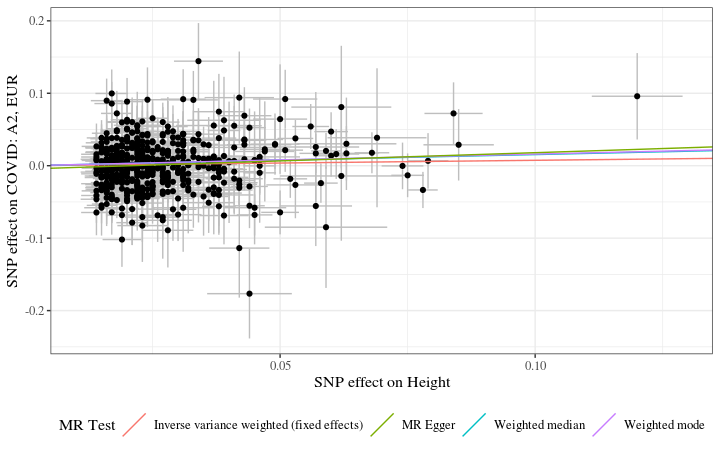 0.2
0.1
0.0
-0.1
-0.2
SNP effect on COVID: A2, EUR
0.05
0.10
SNP effect on Height
MR Test
Inverse variance weighted (fixed effects)
MR Egger
Weighted median
Weighted mode